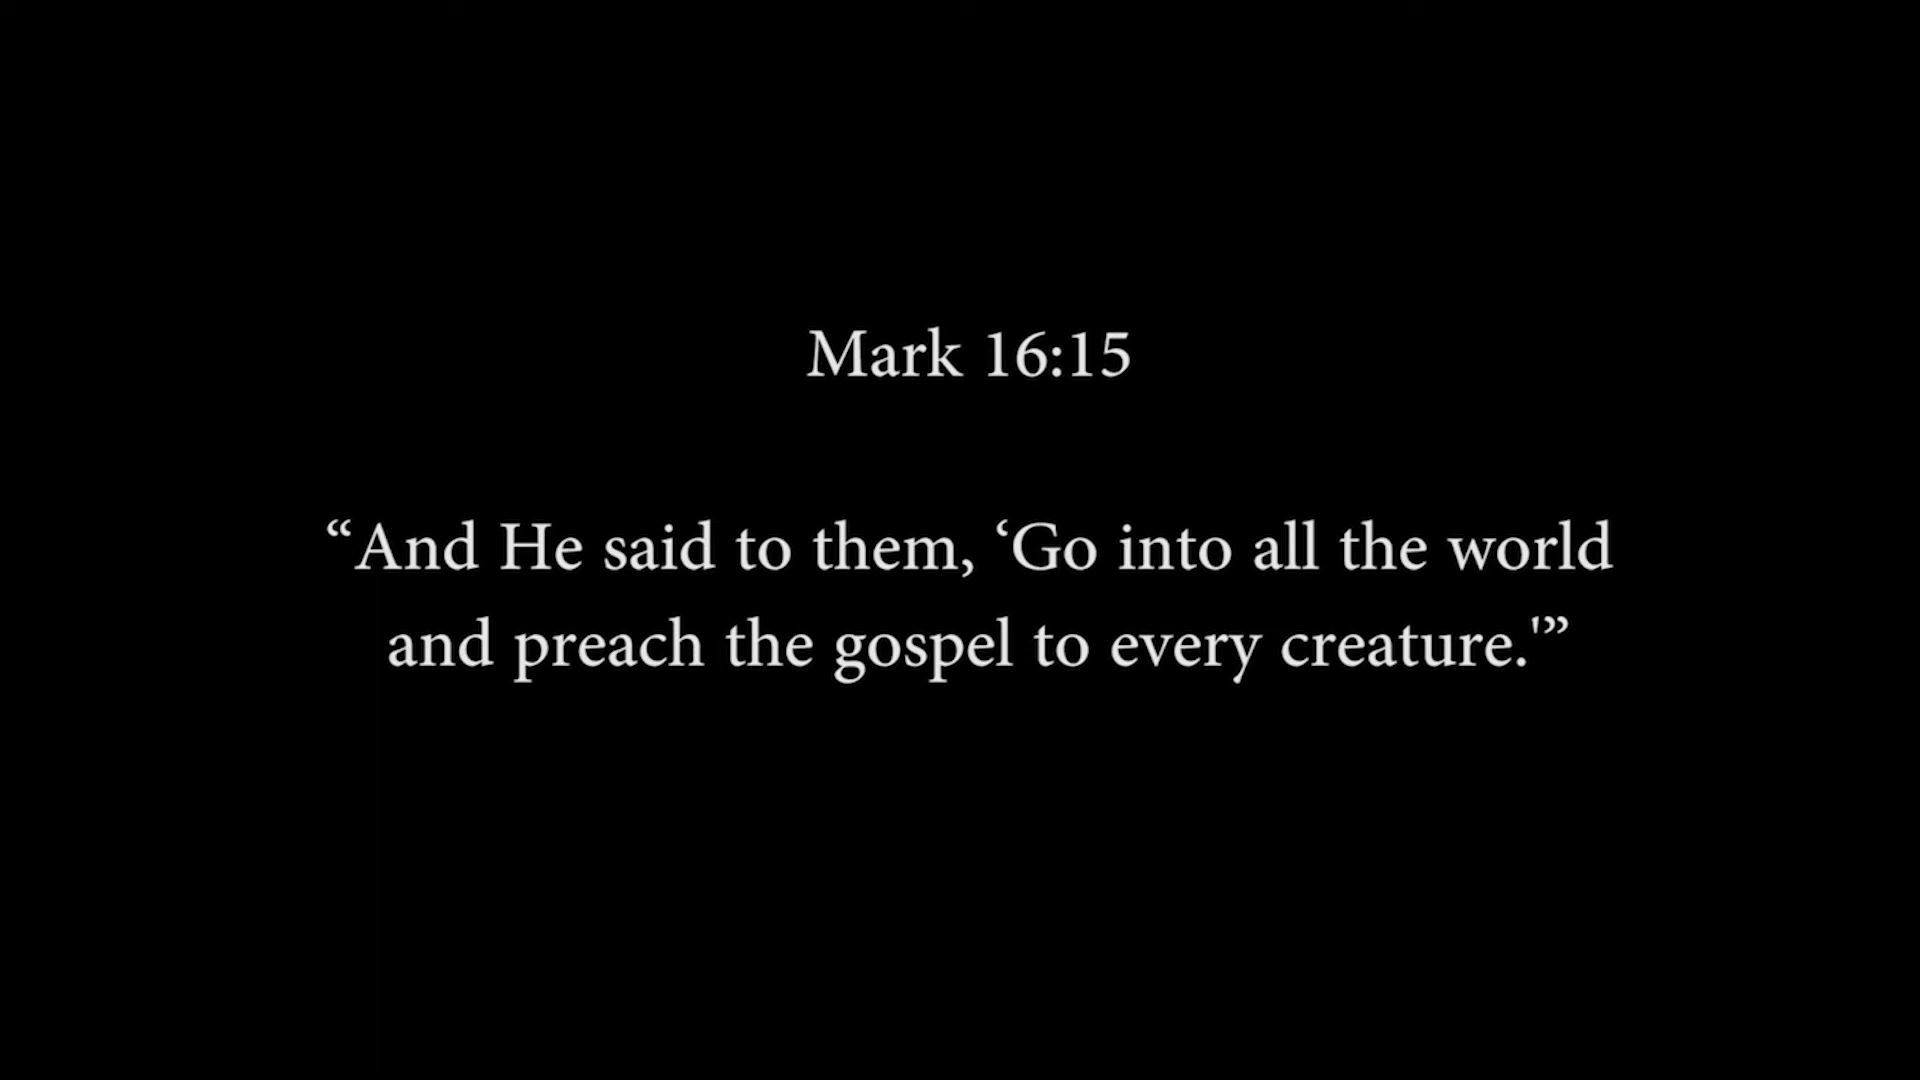 Mark 16:15
“And He said to them, ‘Go into all the world
and preach the gospel to every creature.'”